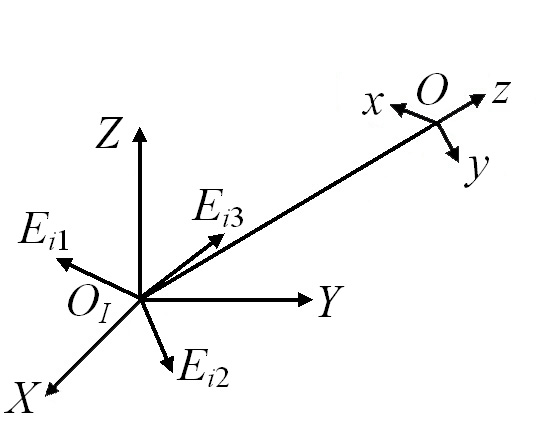 x O z
y
Z
E_{i3}
E_{i1}
O_I Y
E_{i2}
X